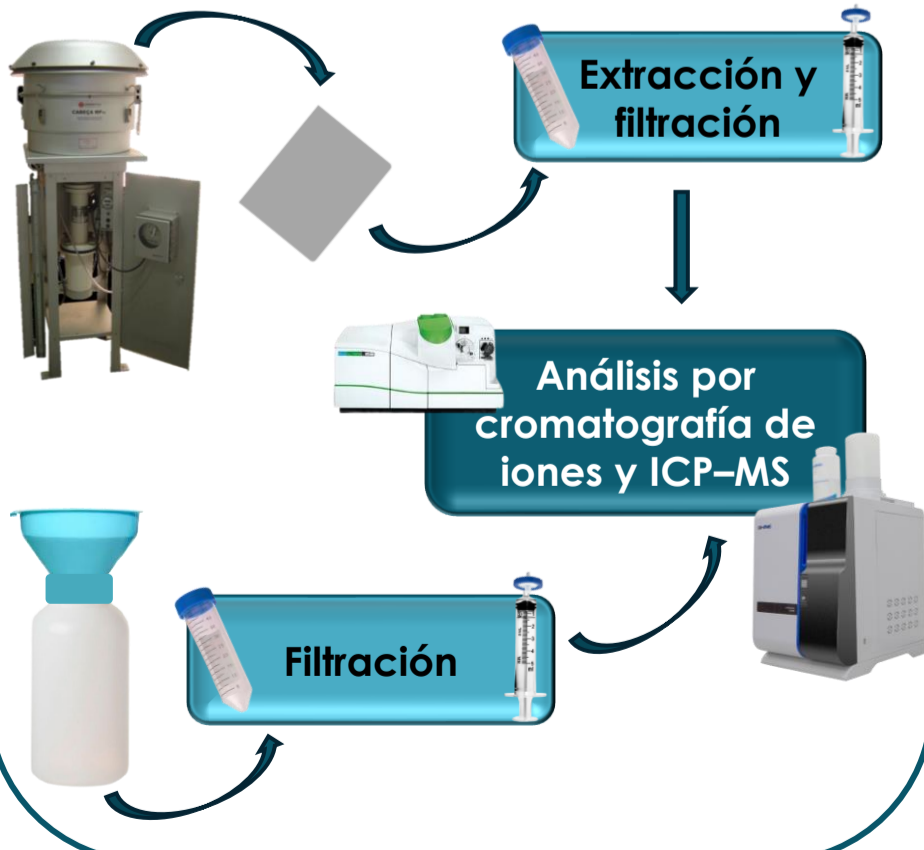 Extracción y
filtración
Análisis por
cromatografía de
iones y ICP–MS
Filtración